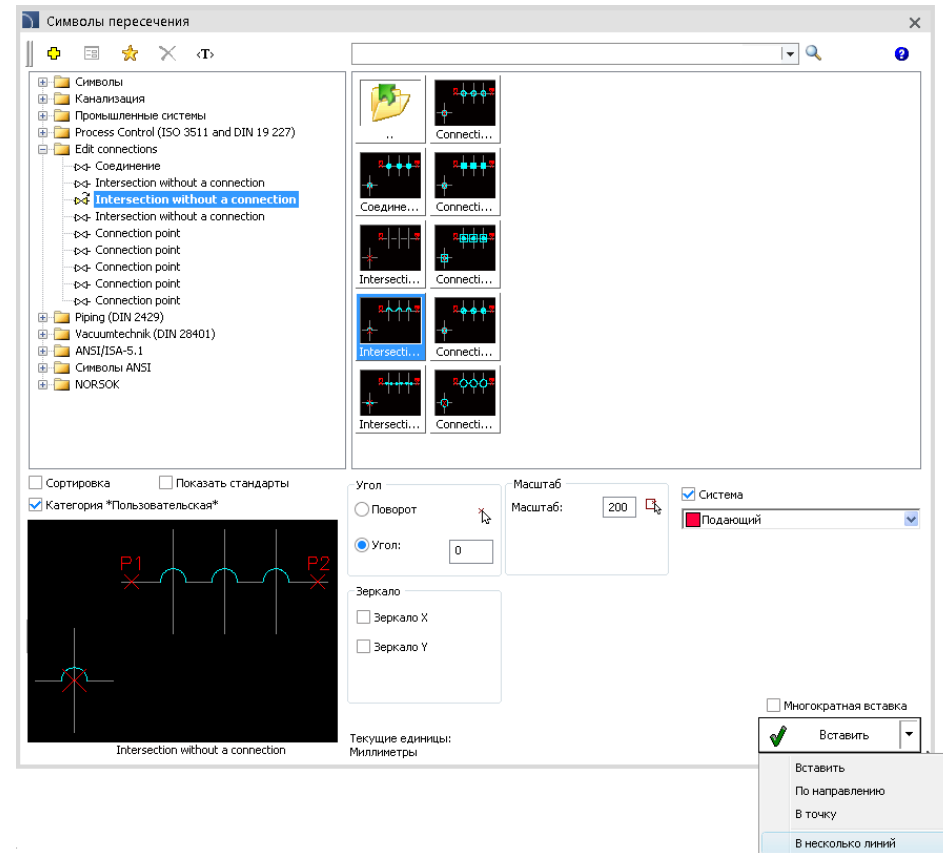 Символы пересечения
<T>
Символы
Канализация
Промышленные системы
Process Control (ISO 3511 and DIN 19 227)
Edit connections
Соединение
Intersection without a connection
Intersection without a connection
Intersection without a connection
Connection point
Connection point
Connection point
Connection point
Connection point
Piping (DIN 2429)
Vacuumtechnik (DIN 28401)
ANSI/ISA-5.1
Символы ANSI
NORSOK
..
Connecti...
Соедине...
Connecti...
Intersecti...
Connecti...
Intersecti...
Connecti...
Intersecti...
Connecti...
Сортировка
Показать стандарты
Категория *Пользовательская*
P1
P2
Intersection without a connection
Угол
Поворот
Угол:
0
Масштаб
Масштаб:
200
Система
Подающий
Зеркало
Зеркало X
Зеркало Y
Текущие единицы:
Миллиметры
Многократная вставка
Вставить
Вставить
По направлению
В точку
В несколько линий